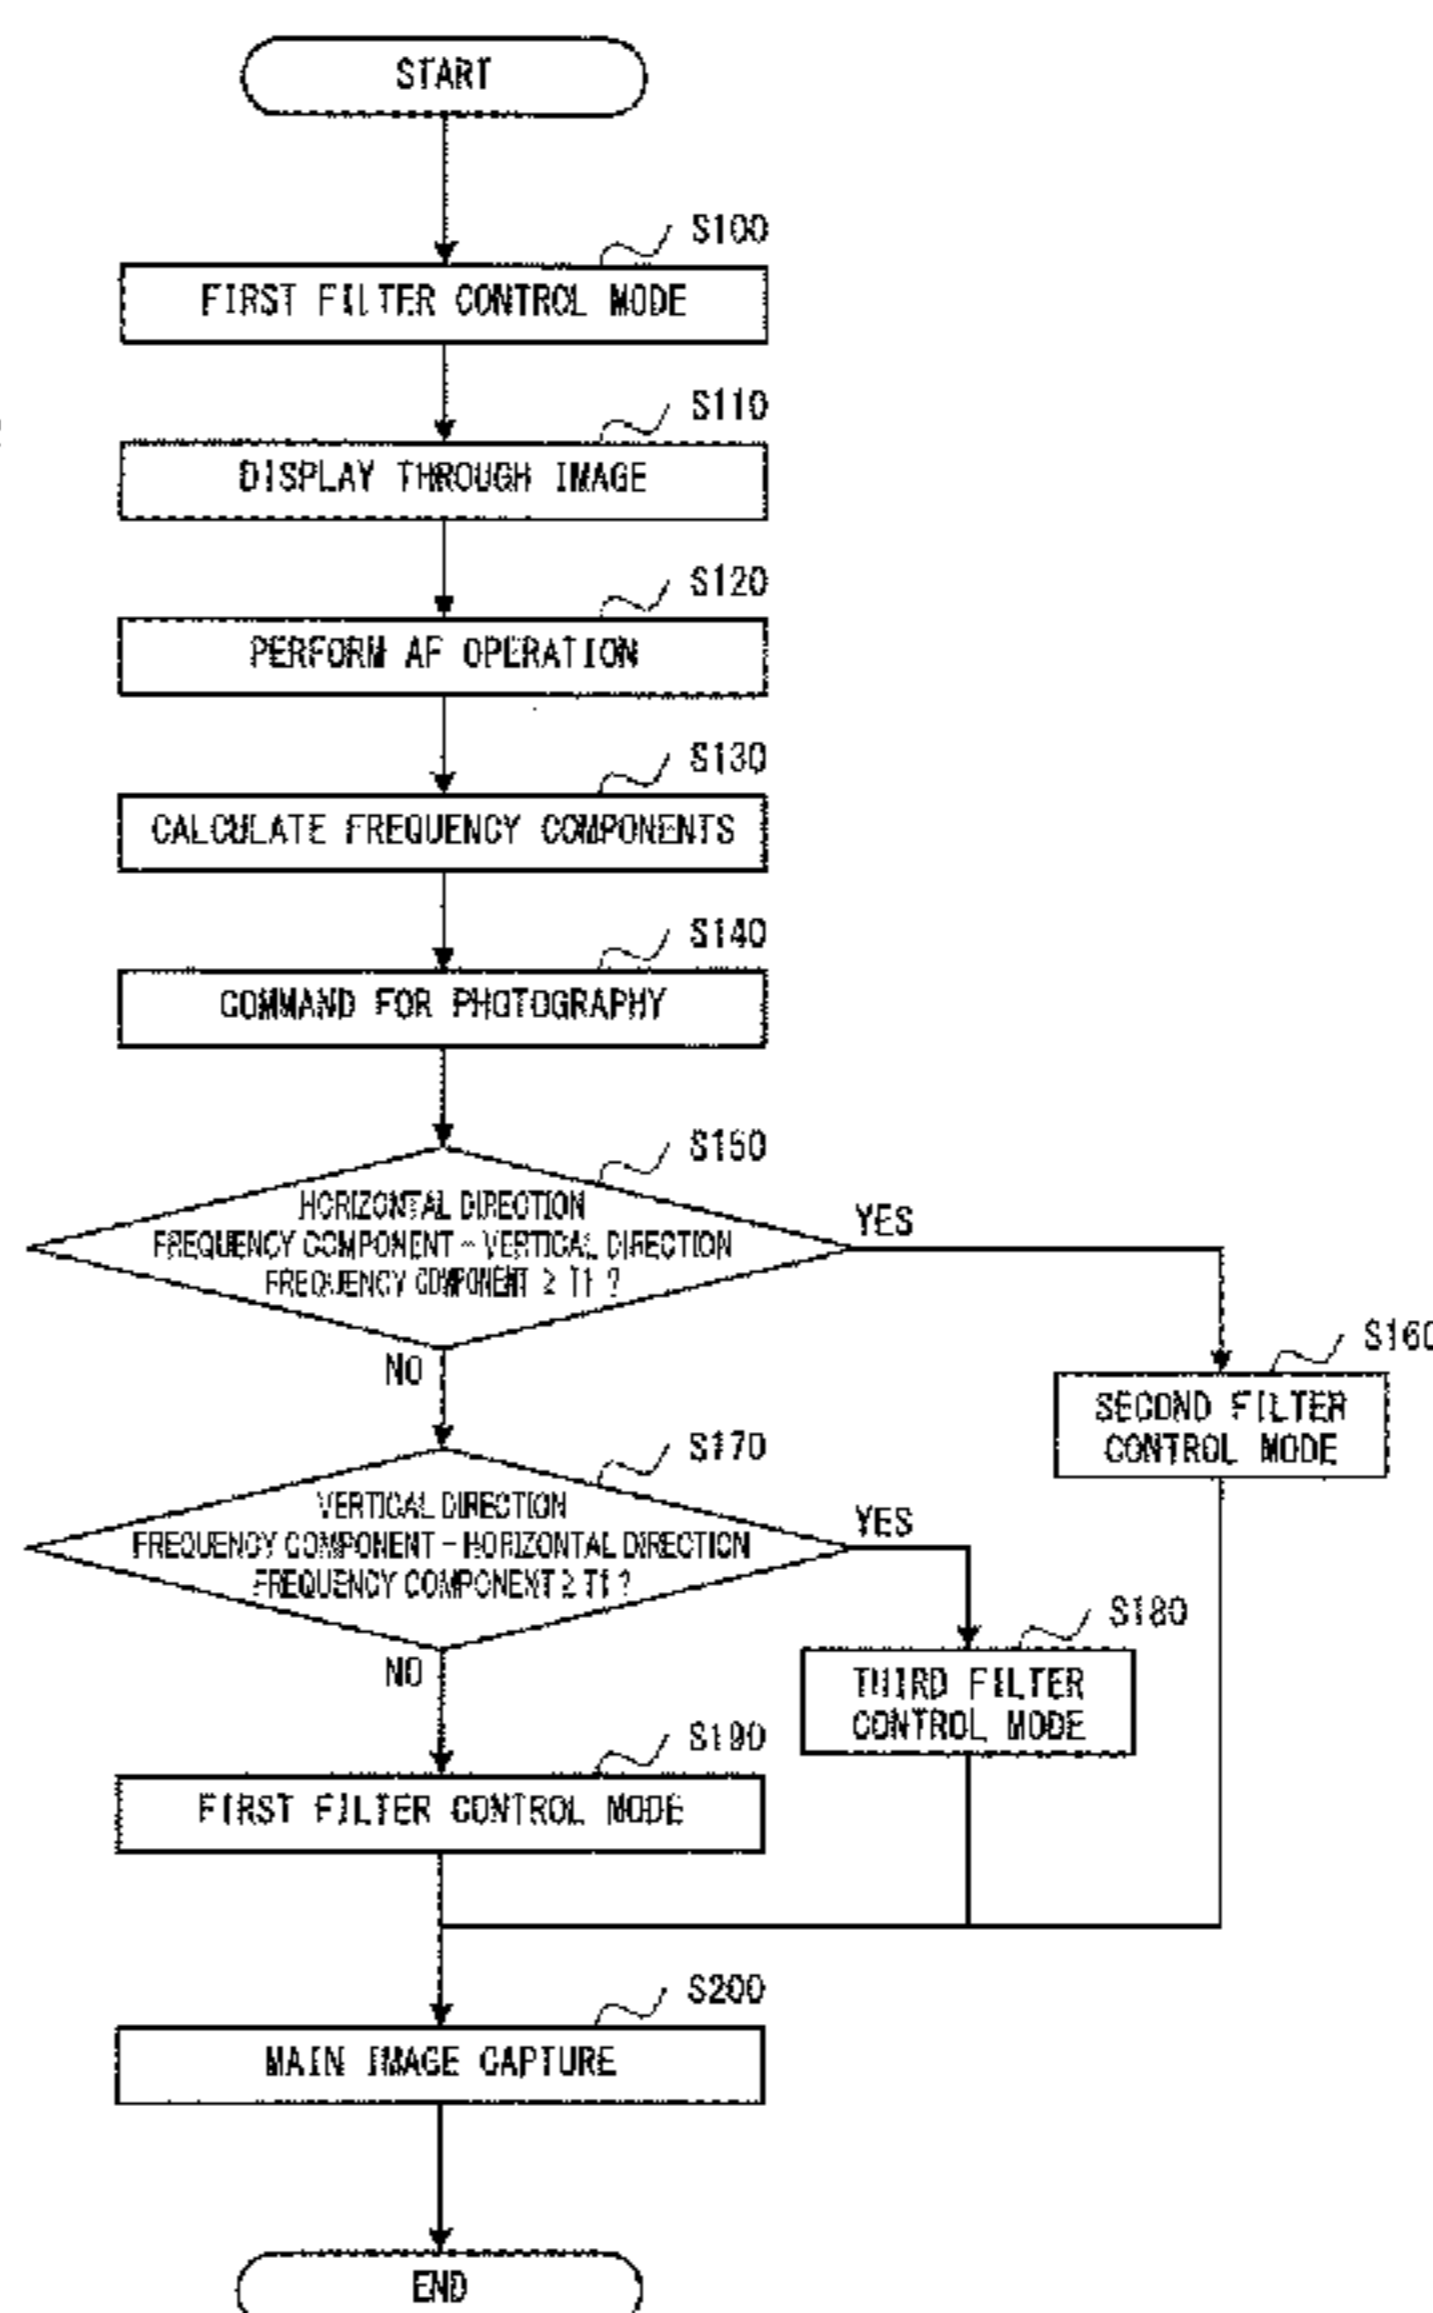 START
S100
FIRST FILTER CONTROL MODE
S110
DISPLAY THROUGH IMAGE
S120
PERFORM AF OPERATION
S130
CALCULATE FREQUENCY COMPONENTS
S140
COMMAND FOR PHOTOGRAPHY
S150
HORIZONTAL DIRECTION
FREQUENCY COMPONENT - VERTICAL DIRECTION
FREQUENCY COMPONENT ≥ T1 ?
YES
NO
S160
SECOND FILTER
CONTROL MODE
S170
VERTICAL DIRECTION
FREQUENCY COMPONENT - HORIZONTAL DIRECTION
FREQUENCY COMPONENT ≥ T1 ?
YES
NO
S180
THIRD FILTER
CONTROL MODE
S190
FIRST FILTER CONTROL MODE
S200
MAIN IMAGE CAPTURE
END